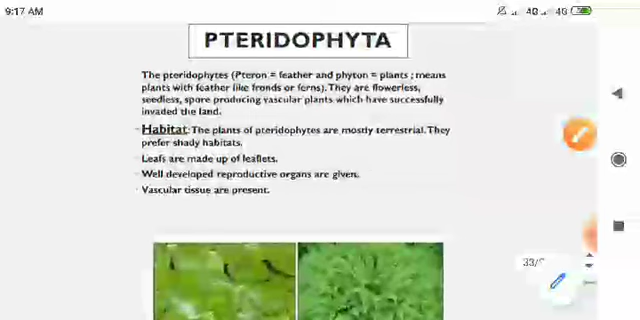 9:17 AM 4G 4G
PTERIDOPHYTA
The pteridophytes (Pteron = feather and phyton = plants ; means
plants with feather like fronds or ferns). They are flowerless,
seedless, spore producing vascular plants which have successfully
invaded the land.
Habitat: The plants of pteridophytes are mostly terrestrial. They
prefer shady habitats.
Leafs are made up of leaflets.
Well developed reproductive organs are given.
Vascular tissue are present.
33/